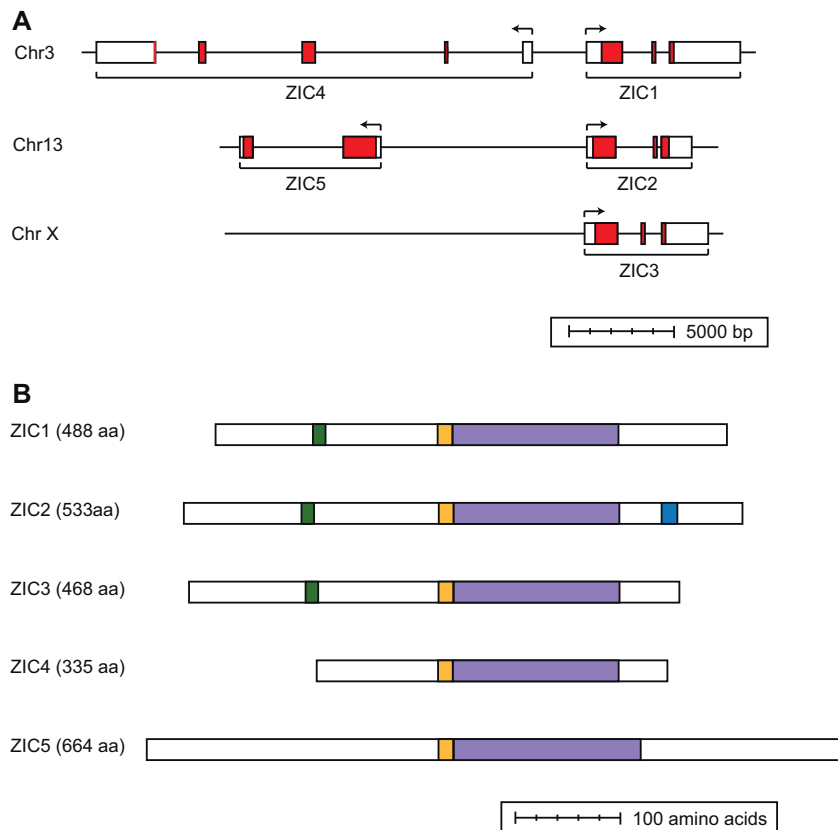 A
Chr3
ZIC4
ZIC1
Chr13
ZIC5
ZIC2
Chr X
ZIC3
5000 bp
B
ZIC1 (488 aa)
ZIC2 (533aa)
ZIC3 (468 aa)
ZIC4 (335 aa)
ZIC5 (664 aa)
100 amino acids